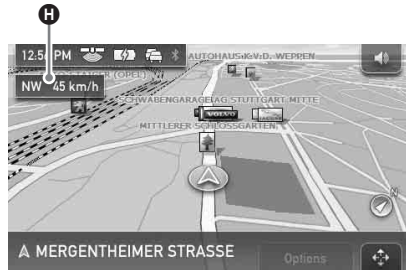 H
12:56 PM
AUTOHAUS K.V.D. WEPPEN
(OPEL)
NW 45 km/h
SCHWABENGARAGE AG STUTTGART MITTE
VOLVO
MITTLERER SCHLOSSGARTEN
N
MERGENTHEIMER STRASSE
Options